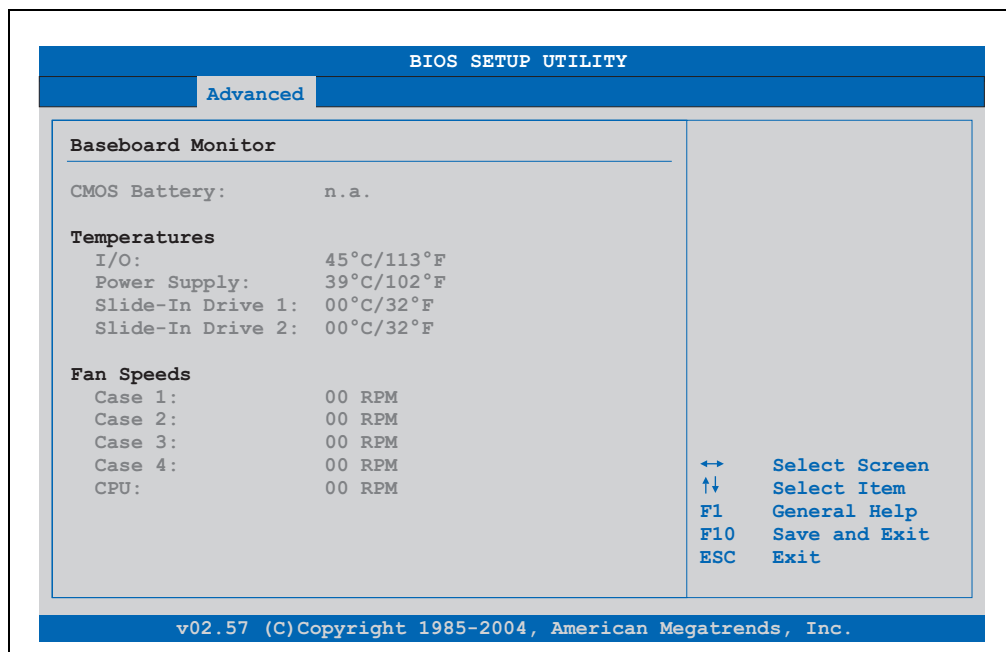 BIOS SETUP UTILITY
Advanced
Baseboard Monitor
CMOS Battery: n.a.
Temperatures
I/O: 45°C/113°F
Power Supply: 39°C/102°F
Slide-In Drive 1: 00°C/32°F
Slide-In Drive 2: 00°C/32°F
Fan Speeds
Case 1: 00 RPM
Case 2: 00 RPM
Case 3: 00 RPM
Case 4: 00 RPM
CPU: 00 RPM
↔ Select Screen
↑↓ Select Item
F1 General Help
F10 Save and Exit
ESC Exit
v02.57 (C)Copyright 1985-2004, American Megatrends, Inc.